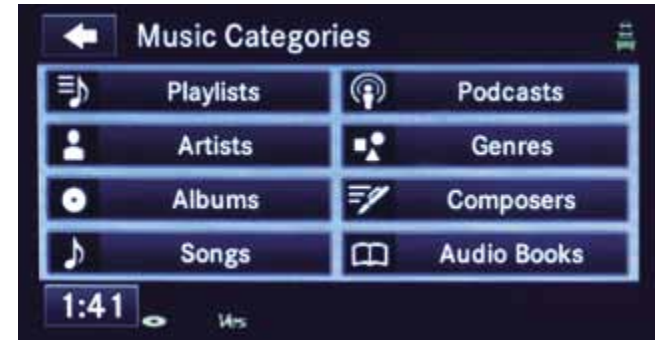 Music Categories
Playlists
Podcasts
Artists
Genres
Albums
Composers
Songs
Audio Books
1:41